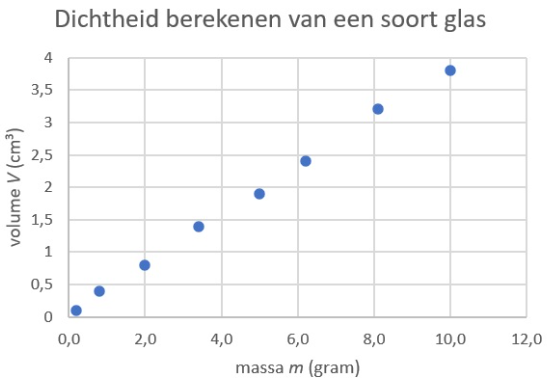 Dichtheid berekenen van een soort glas
4
3,5
3
2,5
2
1,5
1
0,5
0
volume V (cm³)
0,0 2,0 4,0 6,0 8,0 10,0 12,0
massa m (gram)